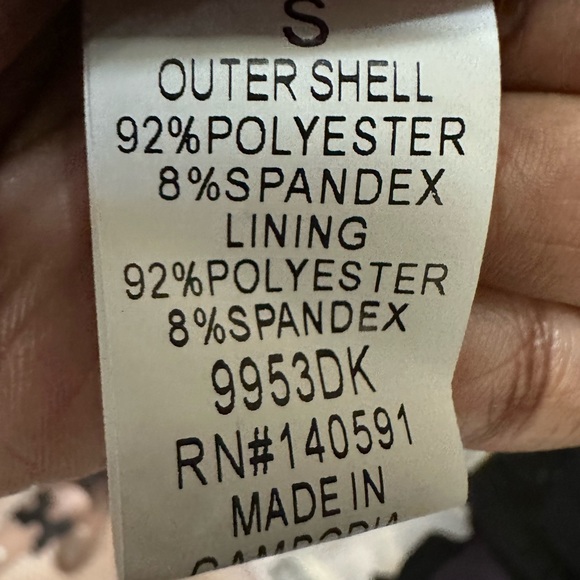 S
OUTER SHELL
92%POLYESTER
8%SPANDEX
LINING
92%POLYESTER
8%SPANDEX
9953DK
RN#140591
MADE IN